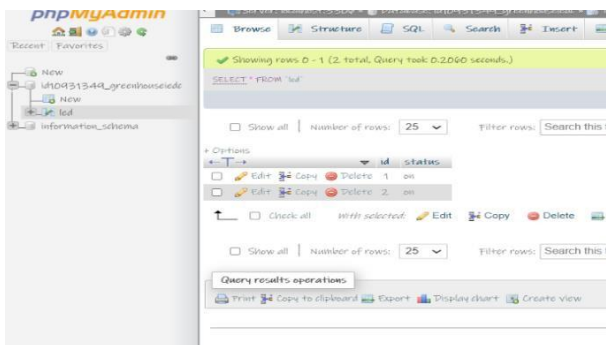 phpMyAdmin
Recent Favorites
New
New
led
information_schema
Browse Structure SQL Search Insert
Showing rows 0 - 1 (2 total, Query took 0.2060 seconds.)
SELECT * FROM `led`
Show all Number of rows: 25 Filter rows: Search this
+ Options
id status
Edit Copy Delete 1 on
Edit Copy Delete 2 on
Check all With selected: Edit Copy Delete
Show all Number of rows: 25 Filter rows: Search this
Query results operations
Print Copy to clipboard Export Display chart Create view